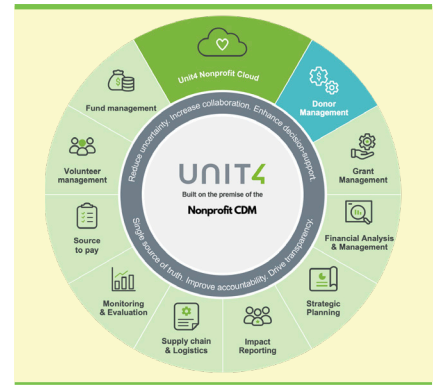 Unit4 Nonprofit Cloud
Donor
Management
Grant
Management
Financial Analysis
& Management
Strategic
Planning
Impact
Reporting
Supply chain
& Logistics
Monitoring
& Evaluation
Source
to pay
Volunteer
management
Fund management
Reduce uncertainty. Increase collaboration. Enhance decision-support.
Single source of truth. Improve accountability. Drive transparency.
UNIT4
Built on the premise of the
Nonprofit CDM